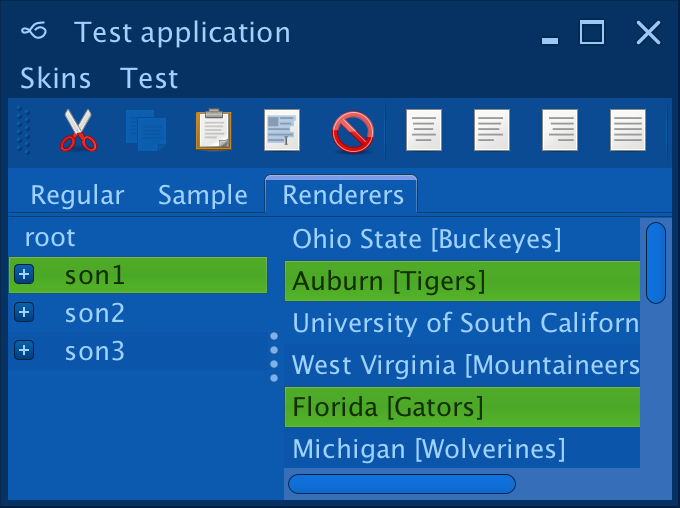 Test application
Skins Test
Regular Sample Renderers
root
son1
son2
son3
Ohio State [Buckeyes]
Auburn [Tigers]
University of South Californ
West Virginia [Mountaineers
Florida [Gators]
Michigan [Wolverines]